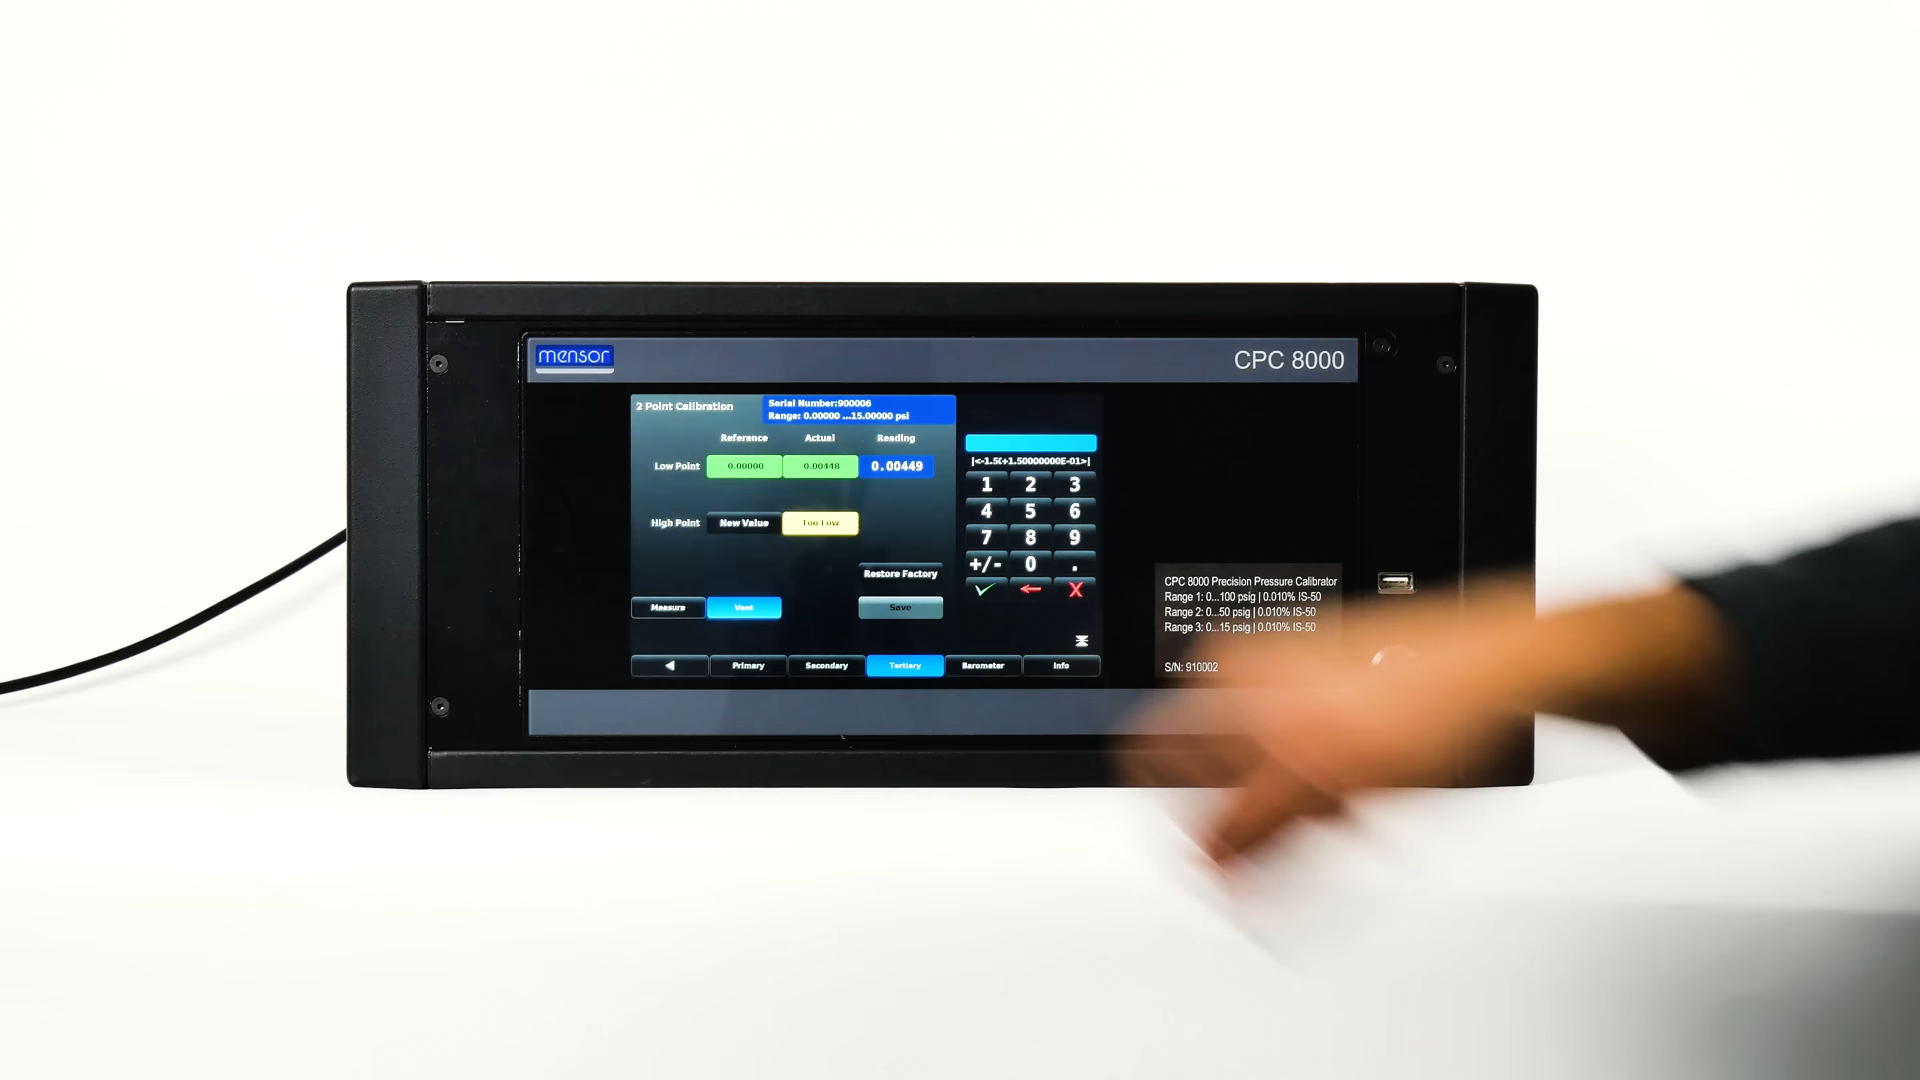 mensor
CPC 8000
2 Point Calibration
Serial Number:900006
Range: 0.00000 ...15.00000 psi
Reference Actual Reading
Low Point 0.00000 0.00448 0.00449
High Point New Value Too Low
Restore Factory
Measure Vent Save
◀ Primary Secondary Tertiary Barometer Info
|<-1.5(+1.50000000E-01>|
1 2 3
4 5 6
7 8 9
+/- 0 .
✓ ← X
CPC 8000 Precision Pressure Calibrator
Range 1: 0...100 psig | 0.010% IS-50
Range 2: 0...50 psig | 0.010% IS-50
Range 3: 0...15 psig | 0.010% IS-50
S/N: 910002